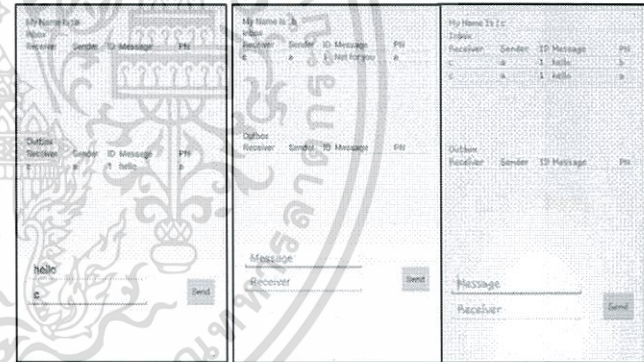 My Name Is :a
Inbox
Receiver Sender ID Message PN
Outbox
Receiver Sender ID Message PN
c a 1 hello a
hello
c
Send
My Name Is :b
Inbox
Receiver Sender ID Message PN
c a 1 Not for you a
Outbox
Receiver Sender ID Message PN
Message
Receiver
Send
My Name Is :c
Inbox
Receiver Sender ID Message PN
c a 1 hello b
c a 1 hello a
Outbox
Receiver Sender ID Message PN
Message
Receiver
Send